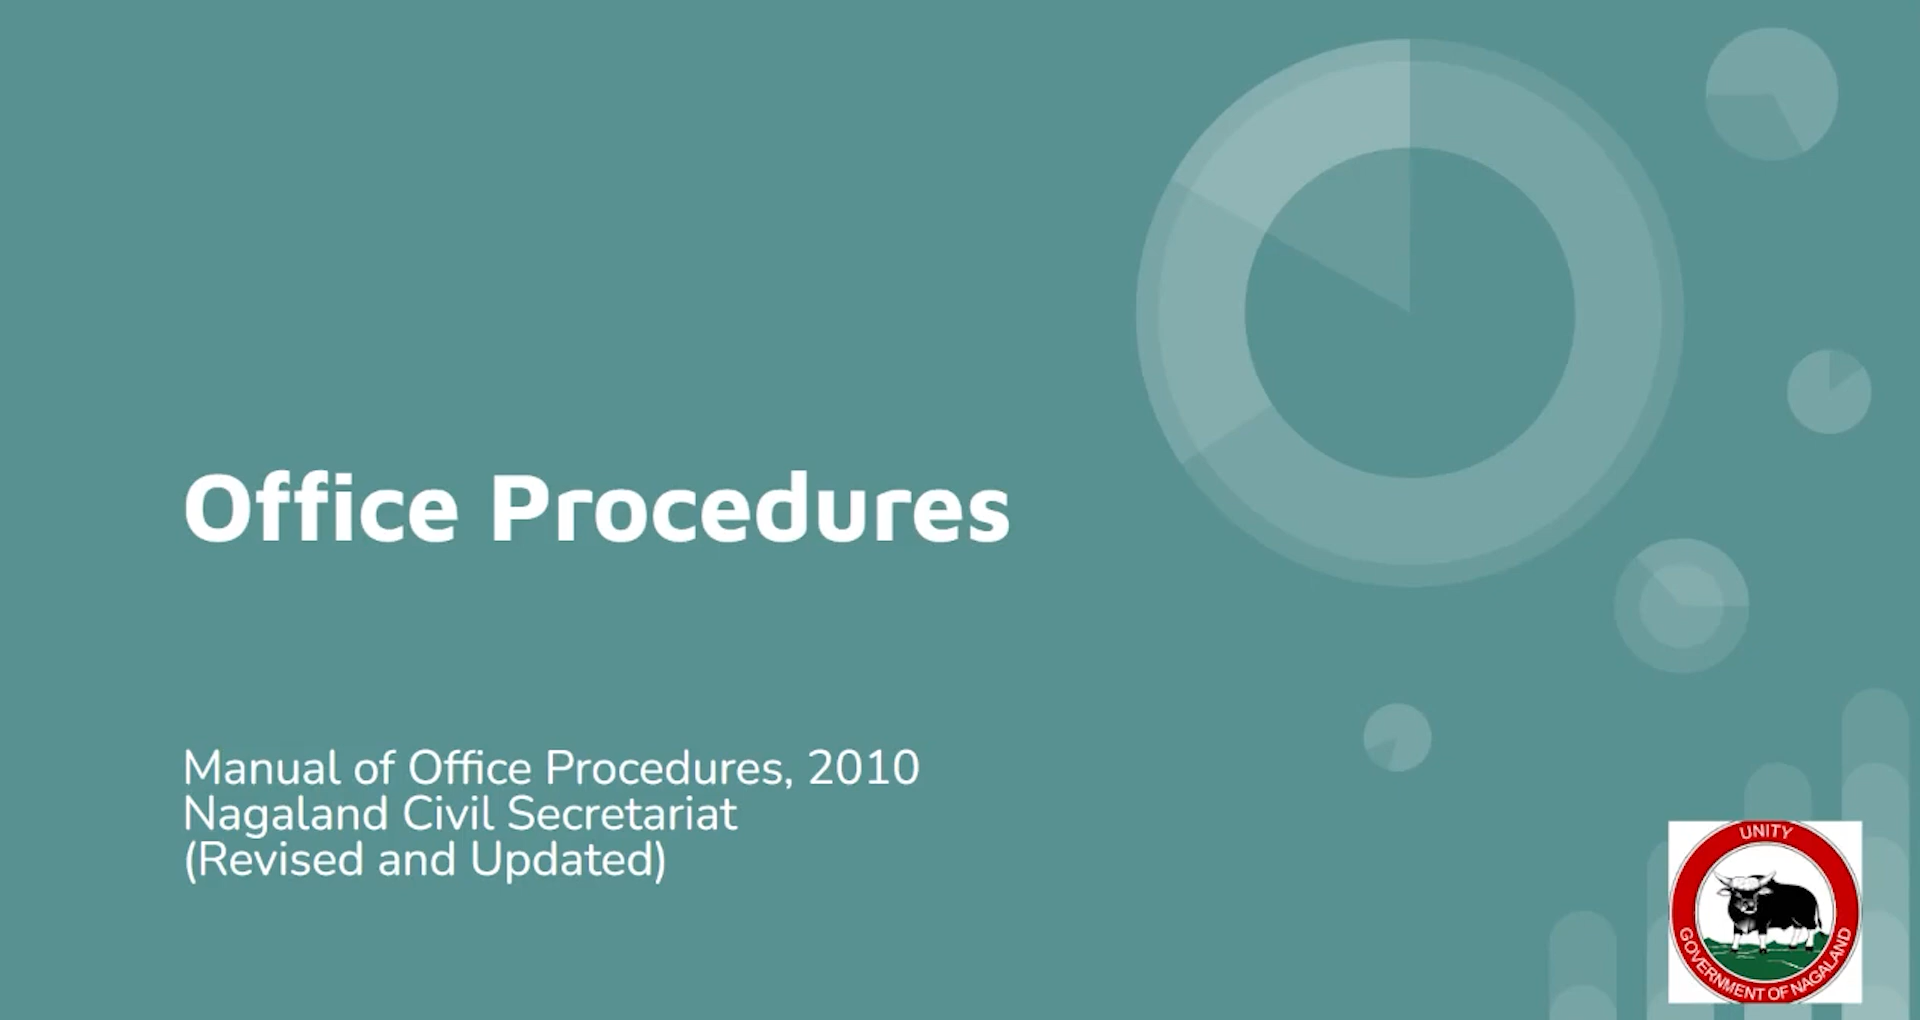 Office Procedures
Manual of Office Procedures, 2010
Nagaland Civil Secretariat
(Revised and Updated)
UNITY
GOVERNMENT OF NAGALAND